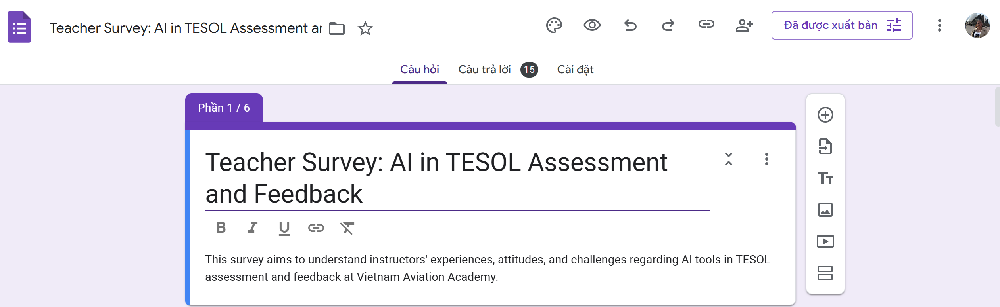 Teacher Survey: AI in TESOL Assessment ar
Đã được xuất bản
Câu hỏi
Câu trả lời 15
Cài đặt
Phần 1 / 6
Teacher Survey: AI in TESOL Assessment
and Feedback
B I U
This survey aims to understand instructors' experiences, attitudes, and challenges regarding AI tools in TESOL
assessment and feedback at Vietnam Aviation Academy.
Tт